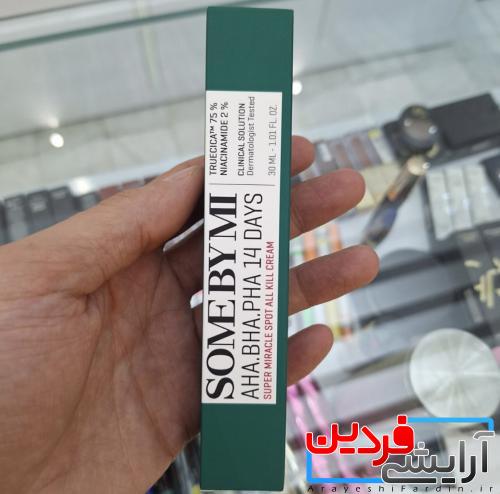 TRUECICA™ 75 %
NIACINAMIDE 2 %
CLINICAL SOLUTION
Dermatologist Tested
30 ML - 1.01 FL. OZ.
SOME BY MI
AHA.BHA.PHA 14 DAYS
SUPER MIRACLE SPOT ALL KILL CREAM
آرایشی فردین
ArayeshiFardin.ir